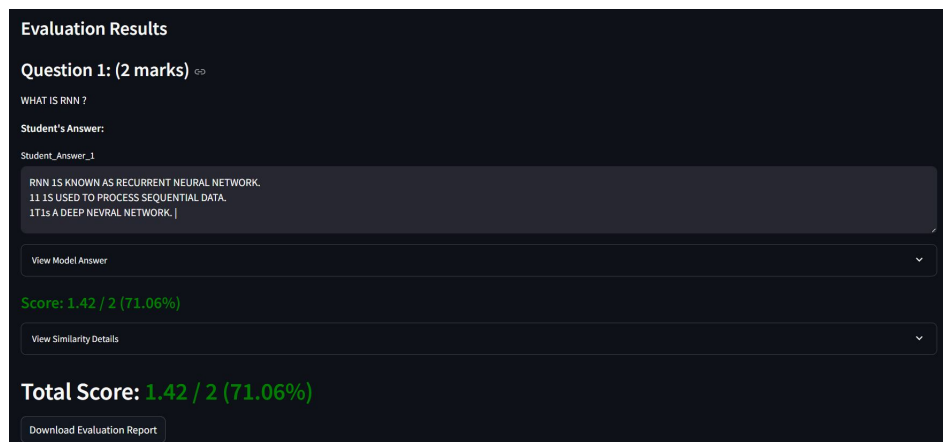 Evaluation Results
Question 1: (2 marks)
WHAT IS RNN ?
Student's Answer:
Student_Answer_1
RNN 1S KNOWN AS RECURRENT NEURAL NETWORK.
11 1S USED TO PROCESS SEQUENTIAL DATA.
1T1s A DEEP NEVRAL NETWORK. |
View Model Answer
Score: 1.42 / 2 (71.06%)
View Similarity Details
Total Score: 1.42 / 2 (71.06%)
Download Evaluation Report